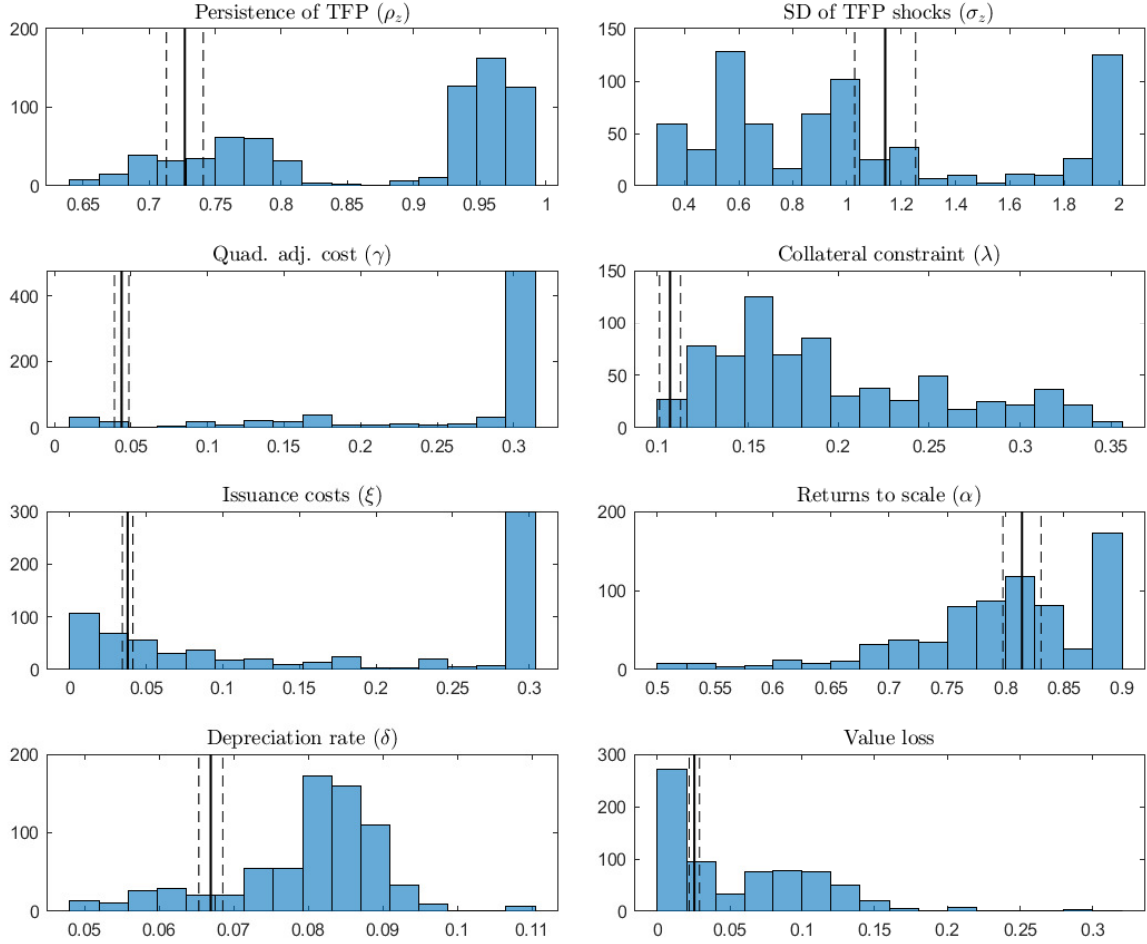 Persistence of TFP (ρz)
200
100
0
0.65 0.7 0.75 0.8 0.85 0.9 0.95 1
SD of TFP shocks (σz)
150
100
50
0
0.4 0.6 0.8 1 1.2 1.4 1.6 1.8 2
Quad. adj. cost (γ)
400
200
0
0 0.05 0.1 0.15 0.2 0.25 0.3
Collateral constraint (λ)
150
100
50
0
0.1 0.15 0.2 0.25 0.3 0.35
Issuance costs (ξ)
300
200
100
0
0 0.05 0.1 0.15 0.2 0.25 0.3
Returns to scale (α)
200
100
0
0.5 0.55 0.6 0.65 0.7 0.75 0.8 0.85 0.9
Depreciation rate (δ)
200
100
0
0.05 0.06 0.07 0.08 0.09 0.1 0.11
Value loss
300
200
100
0
0 0.05 0.1 0.15 0.2 0.25 0.3